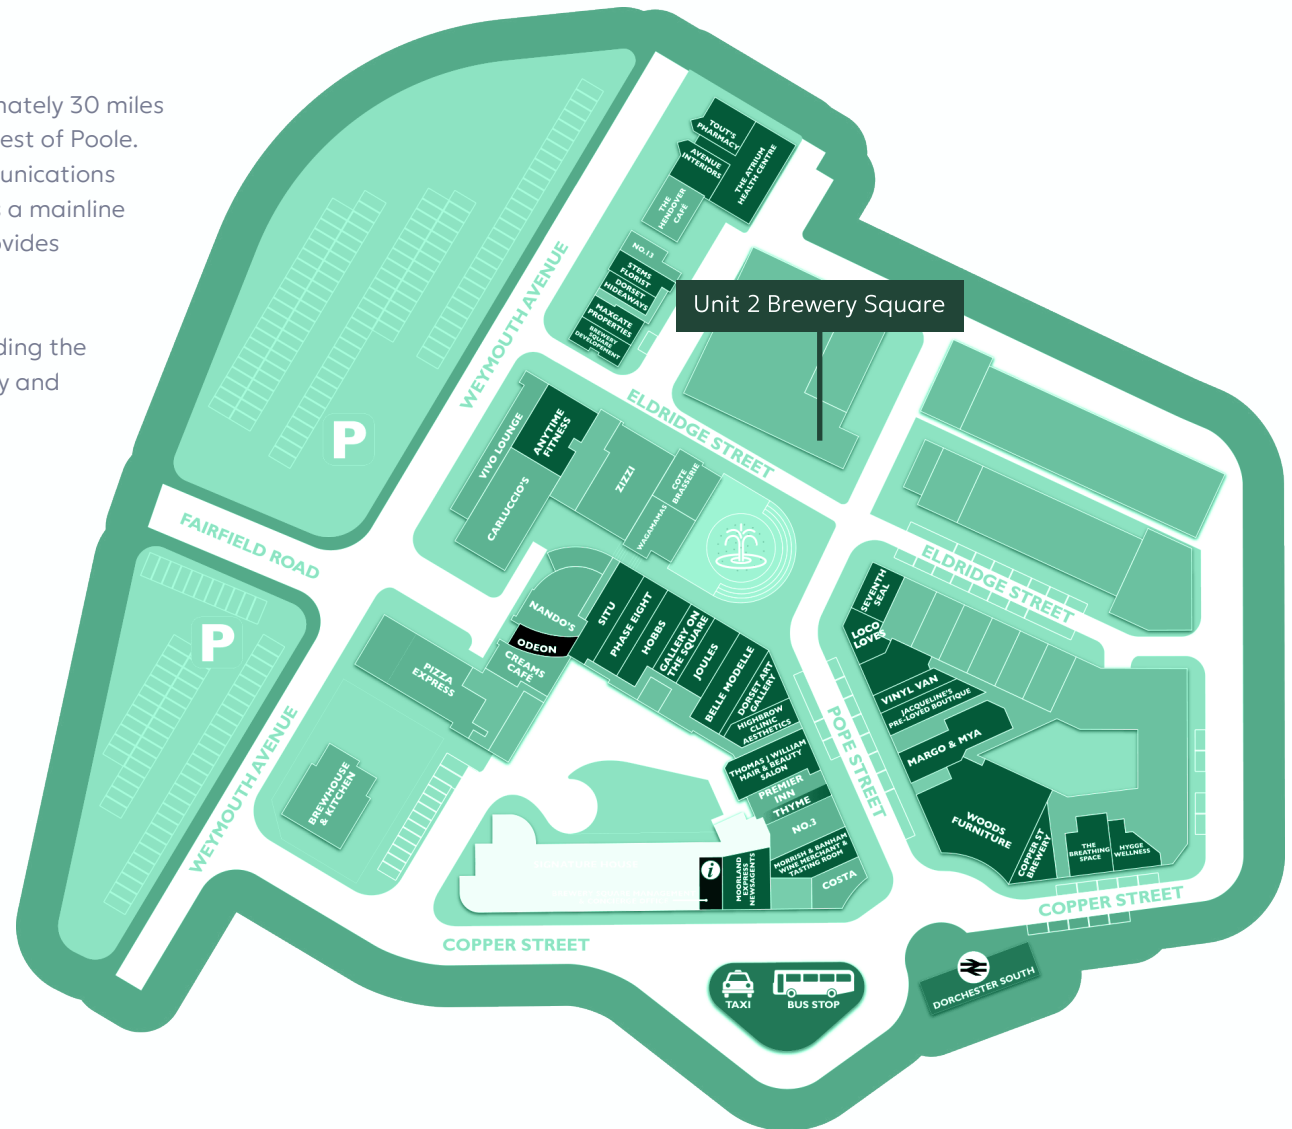 nately 30 miles
est of Poole.
unications
s a mainline
ovides
ding the
y and
TOUT'S
PHARMACY
AVENUE
INTERIORS
THE ATRIUM
HEALTH CENTRE
THE
HENDOVER
CAFÉ
NO.13
STEMS
FLORIST
DORSET
HIDEAWAYS
MAXGATE
PROPERTIES
BREWERY
SQUARE
DEVELOPEMENT
WEYMOUTH AVENUE
Unit 2 Brewery Square
ELDRIDGE STREET
P
VIVO LOUNGE
ANYTIME
FITNESS
CARLUCCIO'S
ZIZZI
COTE
BRASSERIE
WAGAMAMAS
FAIRFIELD ROAD
ELDRIDGE STREET
P
NANDO'S
ODEON
CREAMS
CAFÉ
PIZZA
EXPRESS
SITU
PHASE EIGHT
HOBBS
GALLERY ON
THE SQUARE
JOULES
BELLE MODELLE
DORSET ART
GALLERY
HIGHBROW
CLINIC
AESTHETICS
SEVENTH
SEAL
LOCO
LOVES
VINYL VAN
JACQUELINE'S
PRE-LOVED BOUTIQUE
MARGO & MYA
WEYMOUTH AVENUE
BREWHOUSE
& KITCHEN
POPE STREET
THOMAS J WILLIAM
HAIR & BEAUTY
SALON
PREMIER
INN
THYME
NO.3
MORRISH & BANHAM
WINE MERCHANT &
TASTING ROOM
COSTA
i
MOORLAND
EXPRESS
NEWSAGENTS
WOODS
FURNITURE
COPPER ST
BREWERY
THE
BREATHING
SPACE
HYGGE
WELLNESS
COPPER STREET
COPPER STREET
TAXI
BUS STOP
DORCHESTER SOUTH